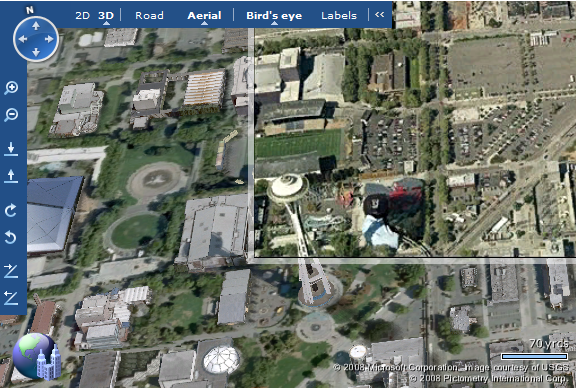 N
2D 3D Road Aerial Bird's eye Labels <<
70 yrds
© 2008 Microsoft Corporation. Image courtesy of USGS
© 2008 Pictometry International Corp.